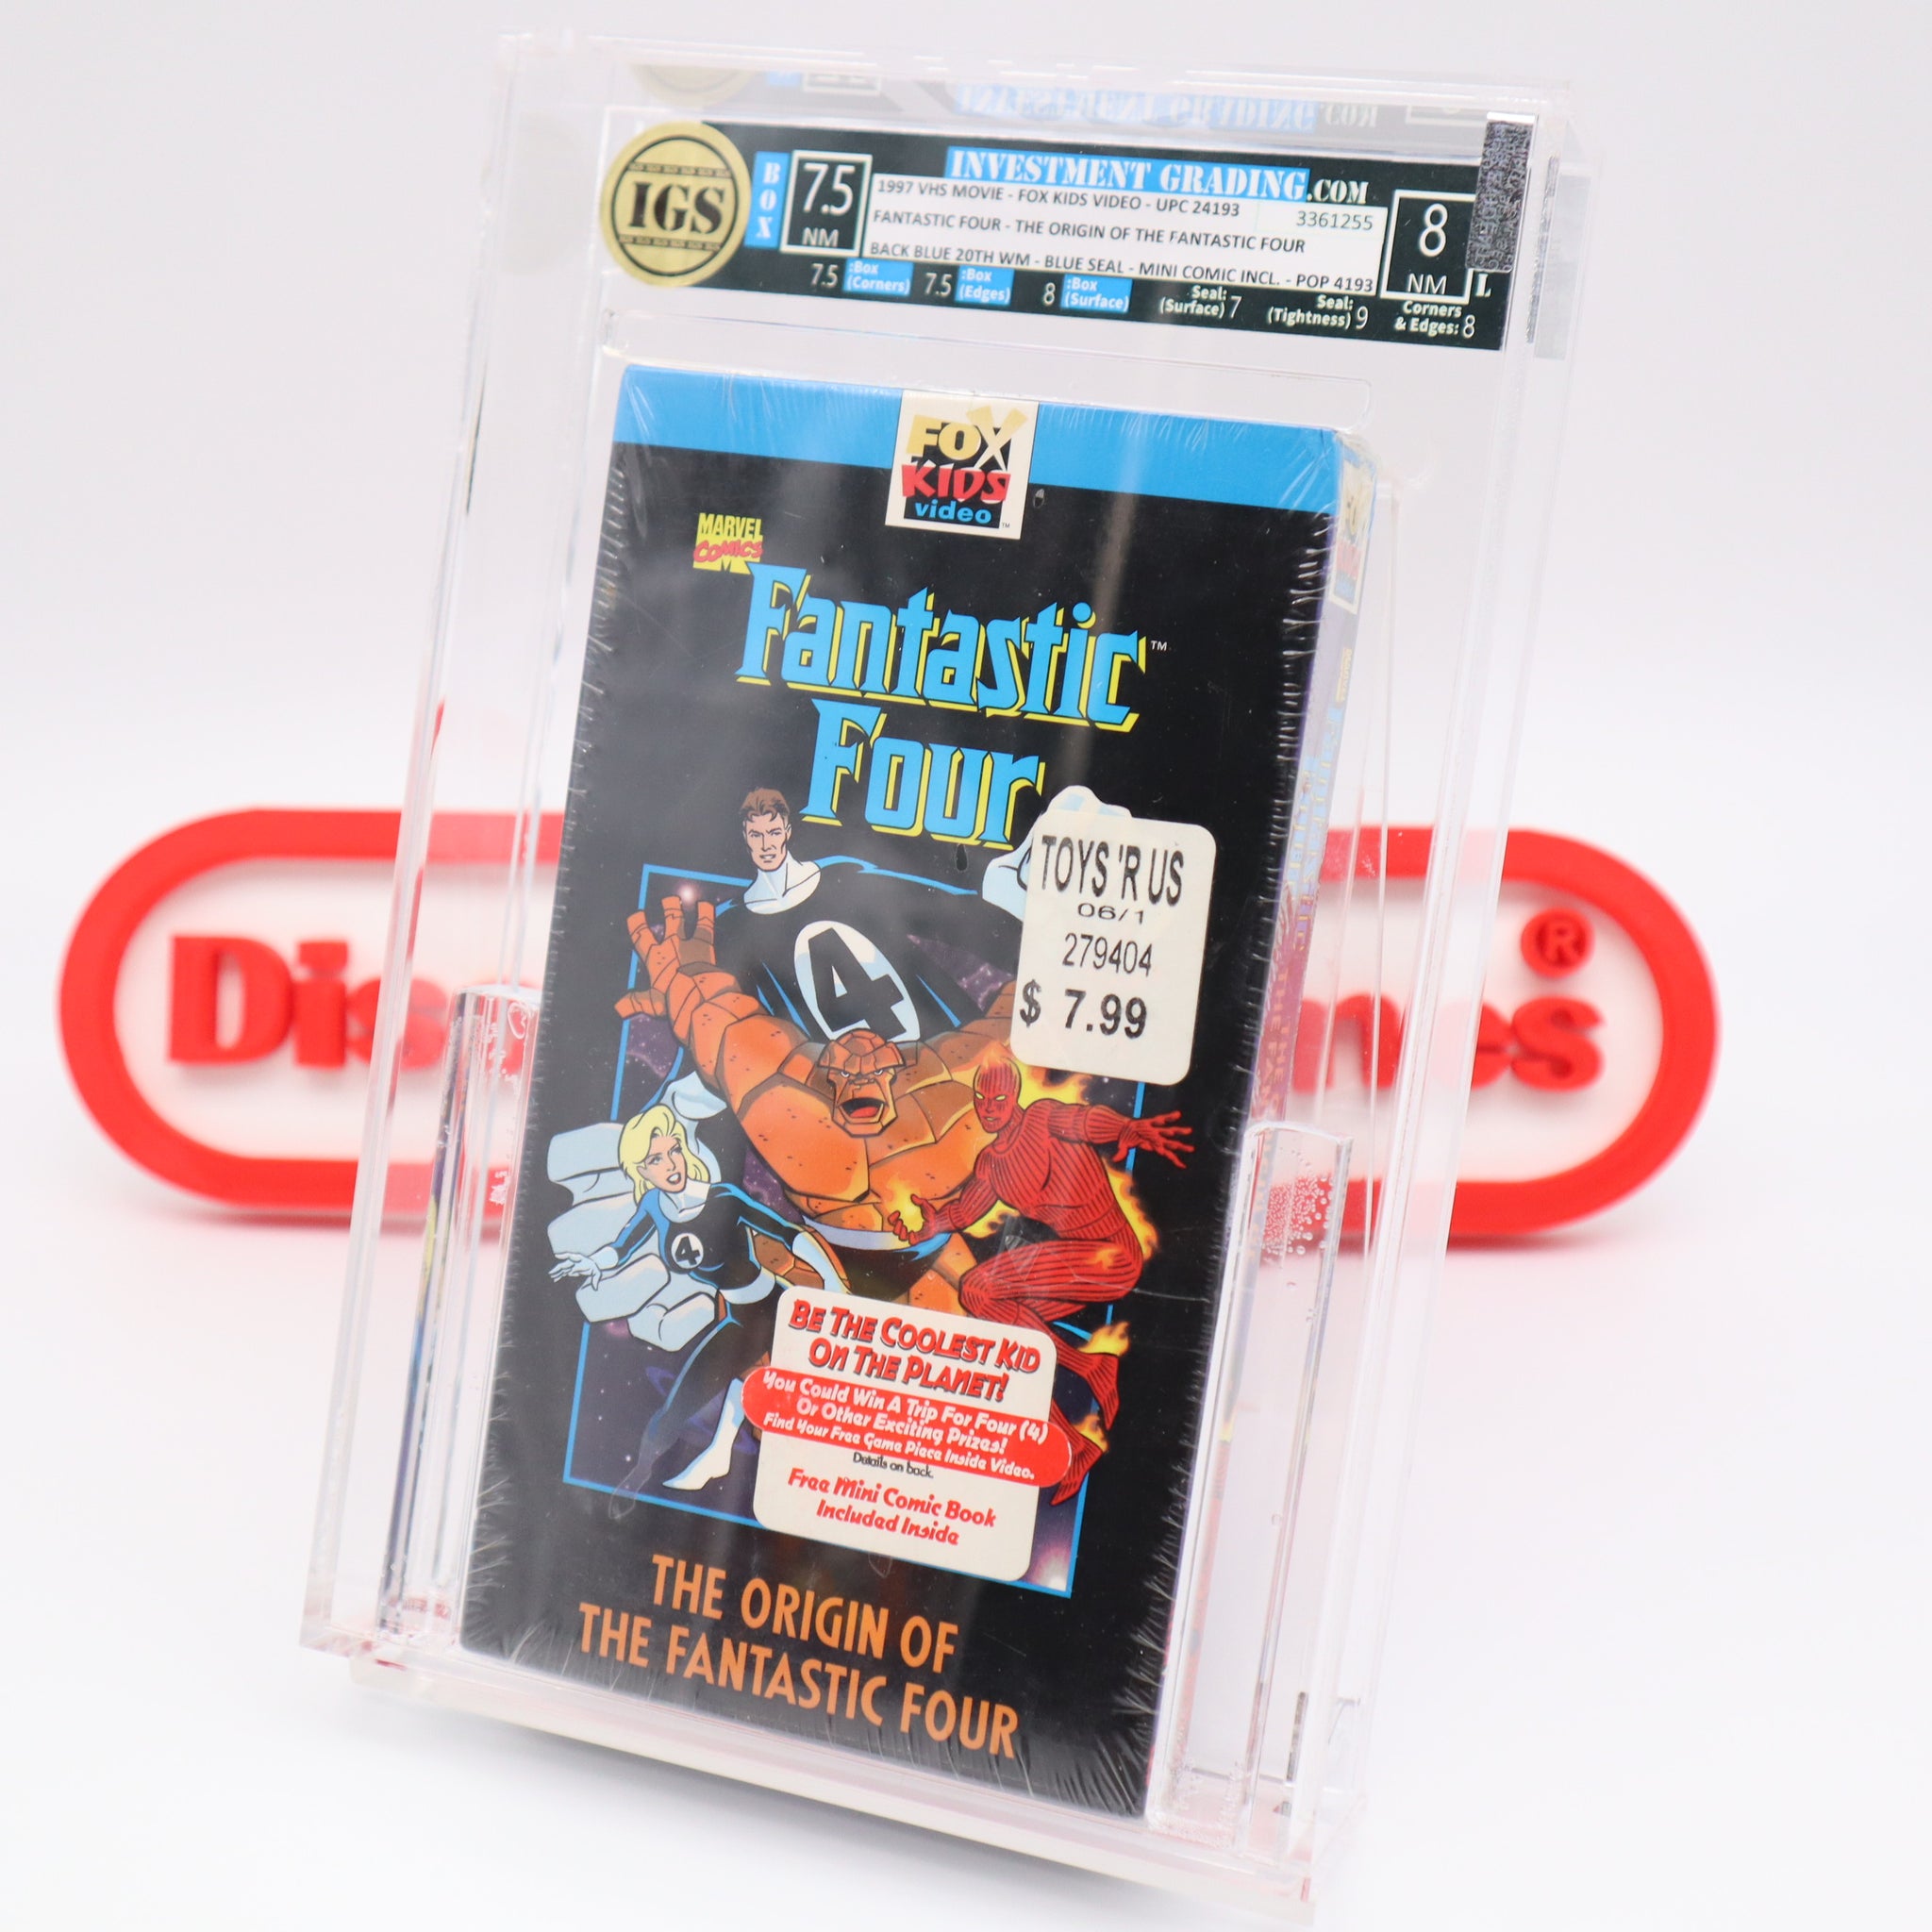 IGS
BOX
7.5
NM
INVESTMENT GRADING.COM
1997 VHS MOVIE - FOX KIDS VIDEO - UPC 24193
3361255
FANTASTIC FOUR - THE ORIGIN OF THE FANTASTIC FOUR
BACK BLUE 20TH WM - BLUE SEAL - MINI COMIC INCL. - POP 4193
8
NM
L
7.5 :Box (Corners) 7.5 :Box (Edges) 8 :Box (Surface) Seal: (Surface) 7 Seal: (Tightness) 9 Corners & Edges: 8
FOX
KIDS
video ™
MARVEL
COMICS
Fantastic ™
Four
TOYS 'R US
06/1
279404
$ 7.99
4
4
BE THE COOLEST KID
ON THE PLANET!
You Could Win A Trip For Four (4)
Or Other Exciting Prizes!
Find Your Free Game Piece Inside Video.
Details on back.
Free Mini Comic Book
Included Inside
THE ORIGIN OF
THE FANTASTIC FOUR
®